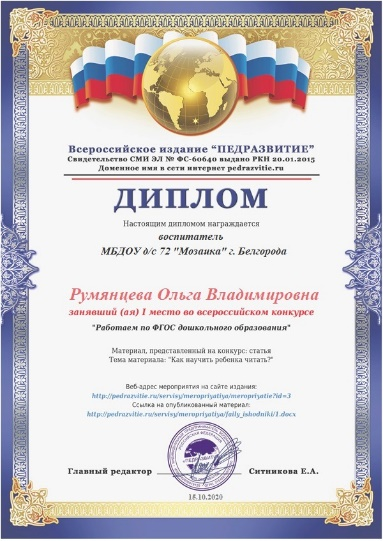 Всероссийское издание "ПЕДРАЗВИТИЕ"
Свидетельство СМИ ЭЛ № ФС-60640 выдано РКН 20.01.2015
Доменное имя в сети интернет pedrazvitie.ru
ДИПЛОМ
Настоящим дипломом награждается
воспитатель
МБДОУ д/с 72 "Мозаика" г. Белгорода
Румянцева Ольга Владимировна
занявший (ая) I место во всероссийском конкурсе
"Работаем по ФГОС дошкольного образования"
Материал, представленный на конкурс: статья
Тема материала: "Как научить ребенка читать?"
Веб-адрес мероприятия на сайте издания:
http://pedrazvitie.ru/servisy/meropriyatiya/meropriyatie?id=3
Ссылка на опубликованный материал:
http://pedrazvitie.ru/servisy/meropriyatiya/faily_ishodniki/1.docx
Главный редактор Ситникова Е.А.
18.10.2020